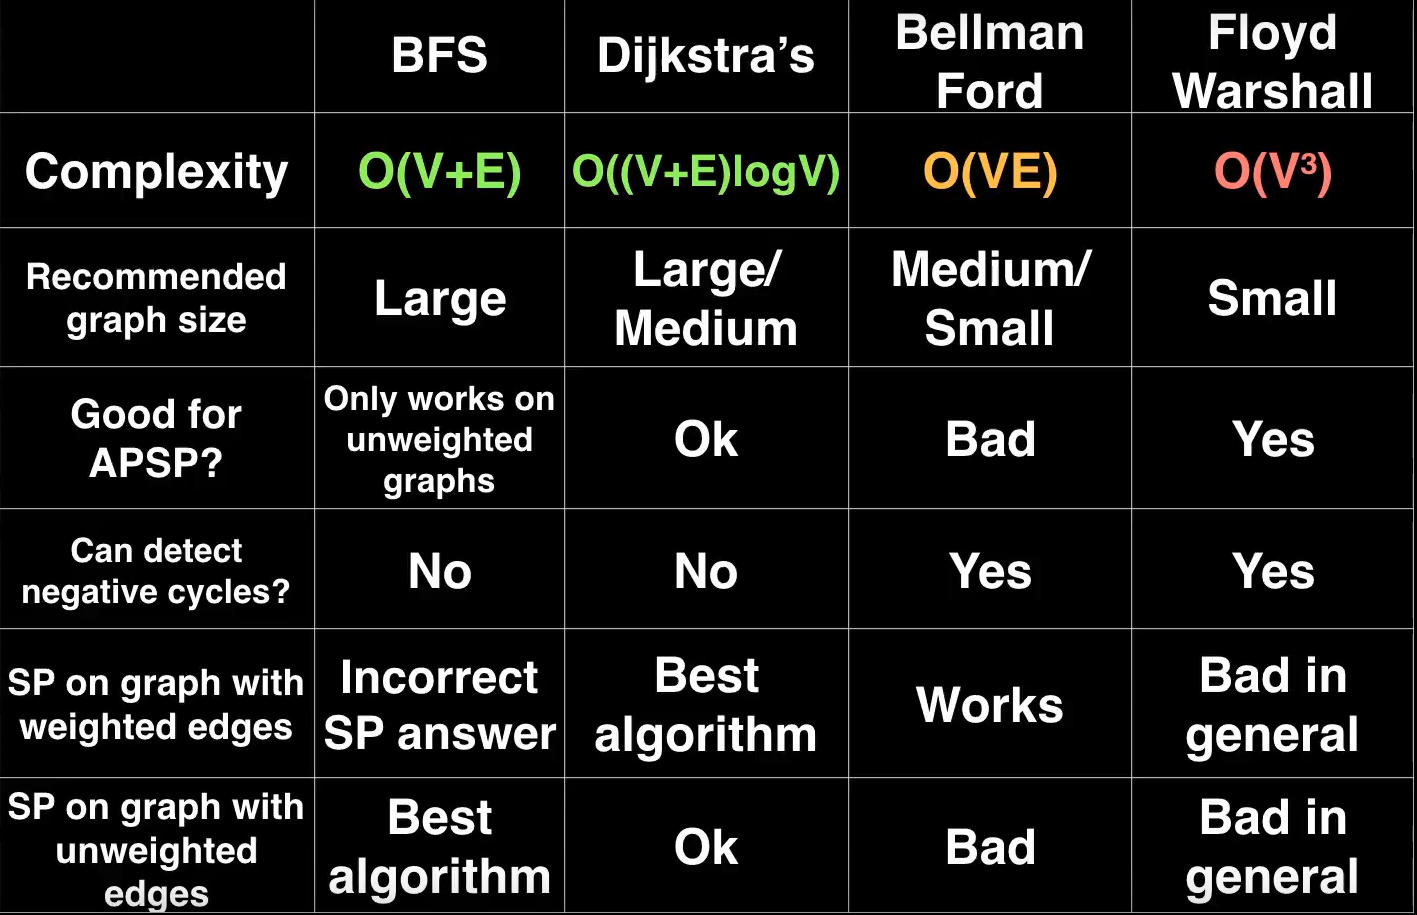 BFS
Dijkstra’s
Bellman
Ford
Floyd
Warshall
Complexity
O(V+E)
O((V+E)logV)
O(VE)
O(V³)
Recommended
graph size
Large
Large/
Medium
Medium/
Small
Small
Good for
APSP?
Only works on
unweighted
graphs
Ok
Bad
Yes
Can detect
negative cycles?
No
No
Yes
Yes
SP on graph with
weighted edges
Incorrect
SP answer
Best
algorithm
Works
Bad in
general
SP on graph with
unweighted
edges
Best
algorithm
Ok
Bad
Bad in
general